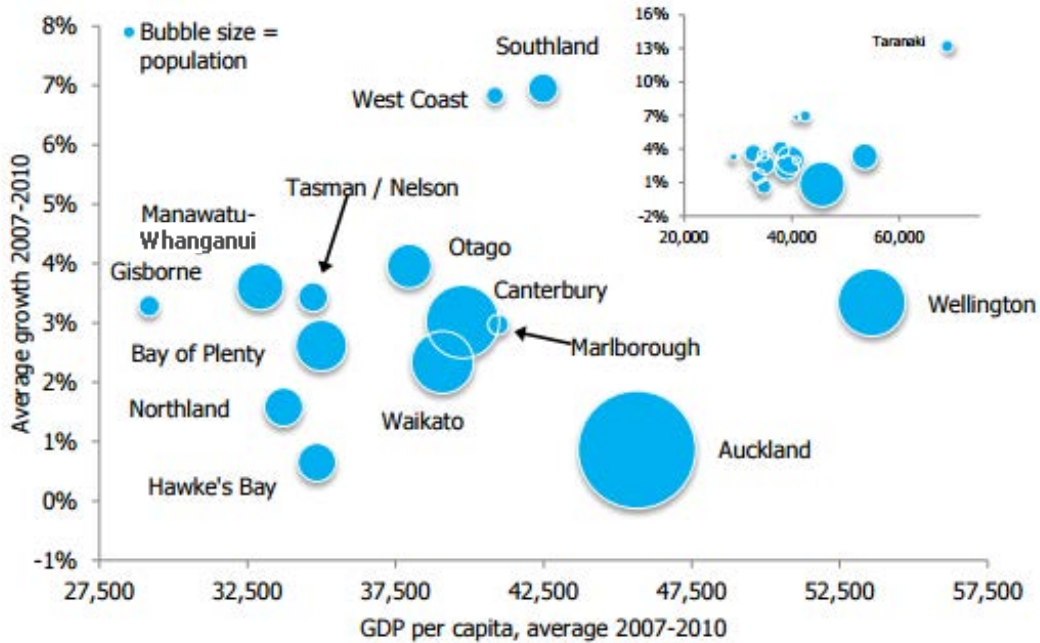 8%
7%
6%
5%
4%
3%
2%
1%
0%
-1%
Average growth 2007-2010
Bubble size =
population
Southland
West Coast
Tasman / Nelson
Manawatu-
Whanganui
Gisborne
Otago
Canterbury
Wellington
Bay of Plenty
Marlborough
Northland
Waikato
Auckland
Hawke's Bay
27,500 32,500 37,500 42,500 47,500 52,500 57,500
GDP per capita, average 2007-2010
16%
13%
10%
7%
4%
1%
-2%
Taranaki
20,000 40,000 60,000